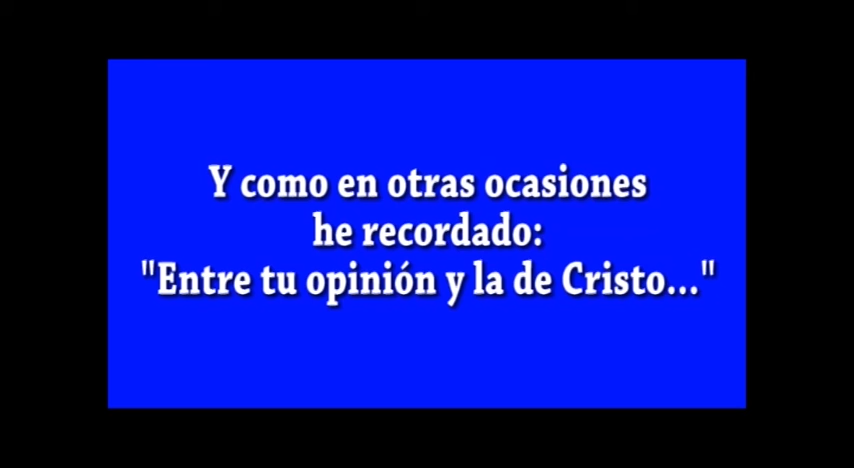 Y como en otras ocasiones
he recordado:
"Entre tu opinión y la de Cristo..."